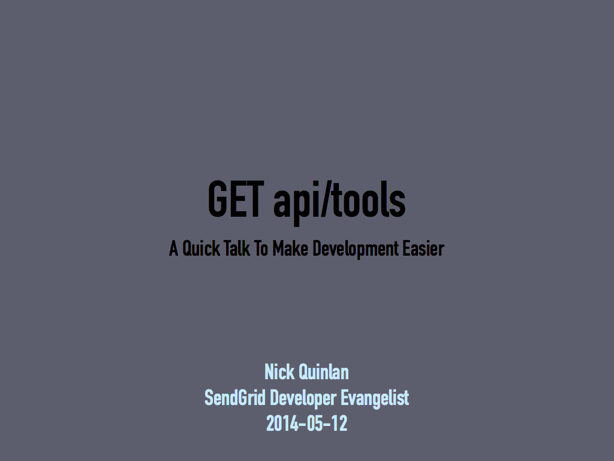 GET api/tools
A Quick Talk To Make Development Easier
Nick Quinlan
SendGrid Developer Evangelist
2014-05-12